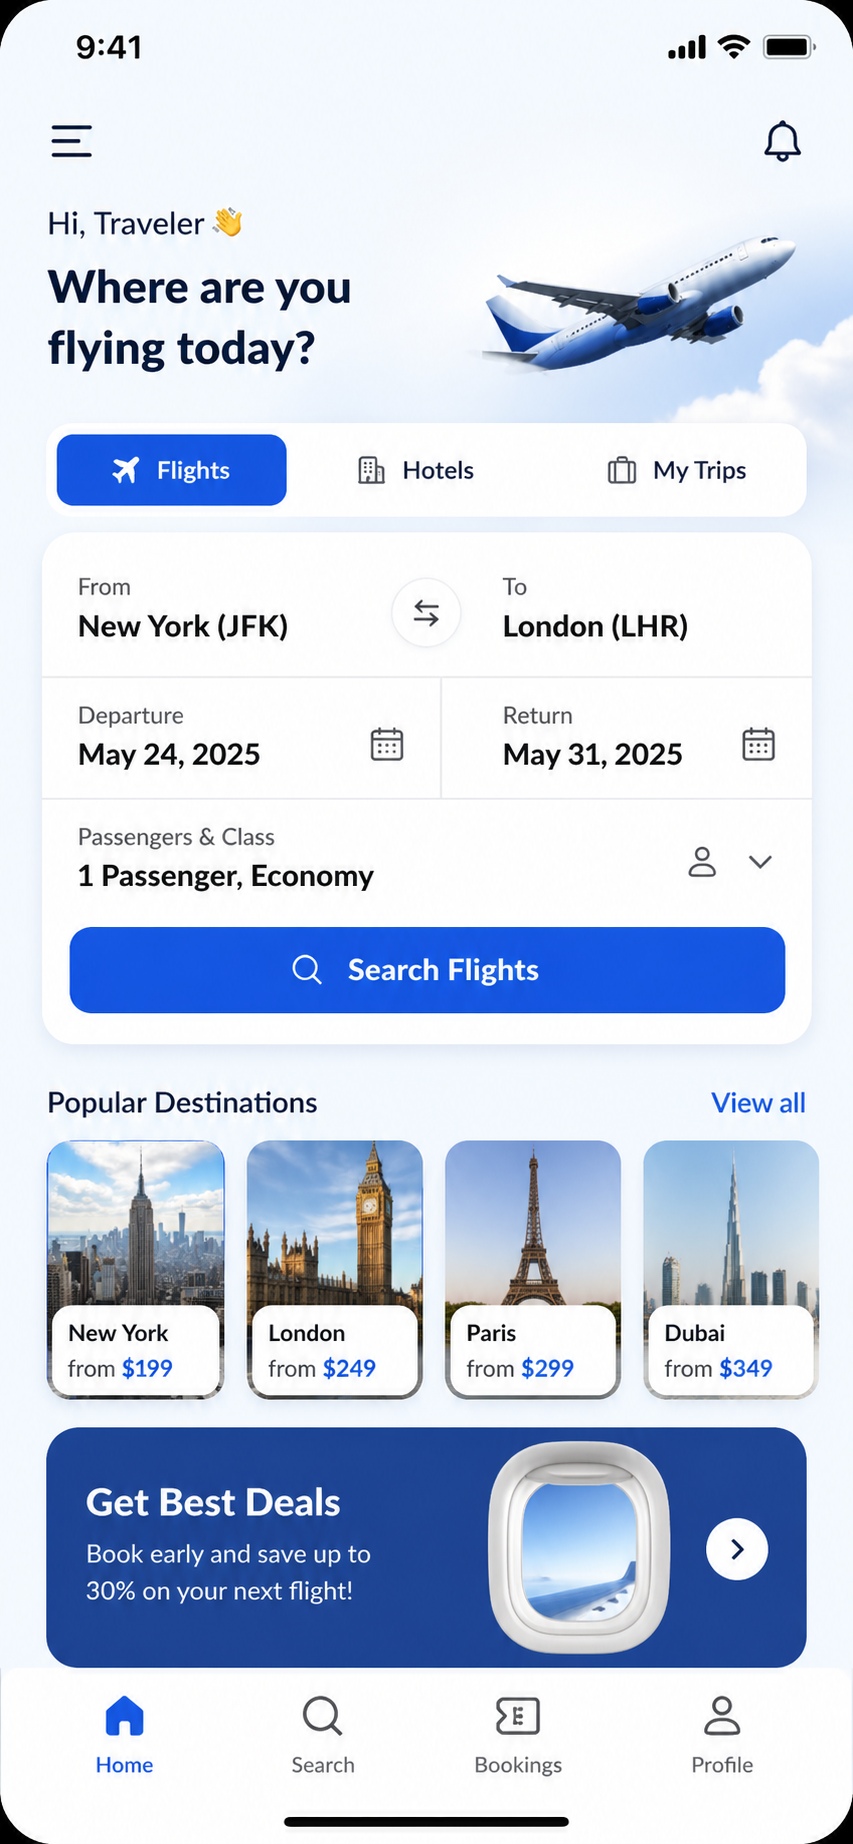 9:41
Hi, Traveler 👋
Where are you
flying today?
Flights
Hotels
My Trips
From
New York (JFK)
To
London (LHR)
Departure
May 24, 2025
Return
May 31, 2025
Passengers & Class
1 Passenger, Economy
Search Flights
Popular Destinations
View all
New York
from $199
London
from $249
Paris
from $299
Dubai
from $349
Get Best Deals
Book early and save up to
30% on your next flight!
Home
Search
Bookings
Profile